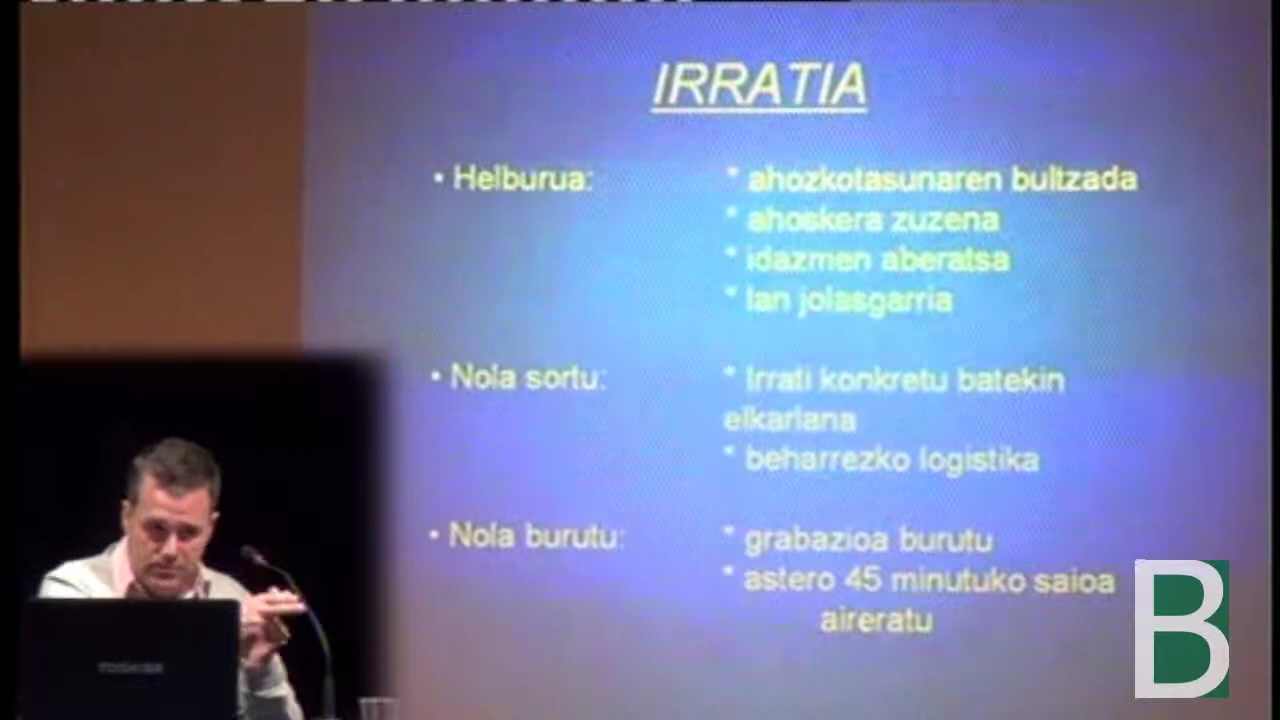 IRRATIA
• Helburua: * ahozkotasunaren bultzada
* ahoskera zuzena
* idazmen aberatsa
* lan jolasgarria
• Nola sortu: * Irrati konkretu batekin
elkarlana
* beharrezko logistika
• Nola burutu: * grabazioa burutu
* astero 45 minutuko saioa
aireratu
TOSHIBA
B